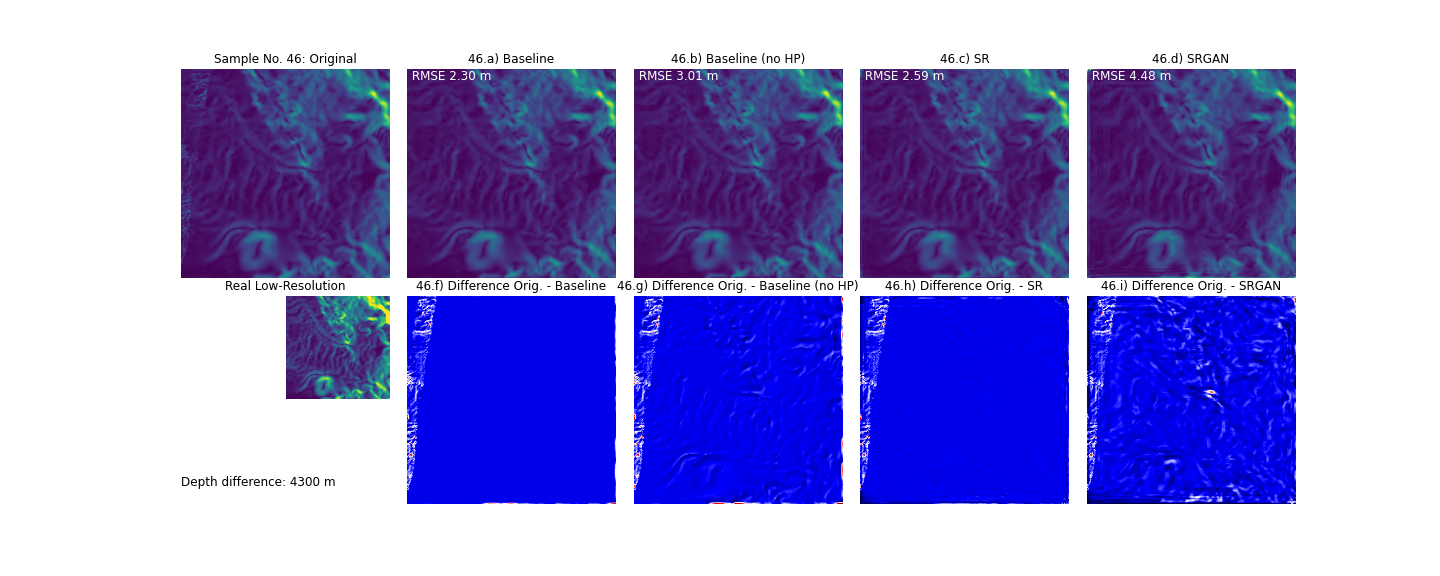 Sample No. 46: Original
46.a) Baseline
46.b) Baseline (no HP)
46.c) SR
46.d) SRGAN
RMSE 2.30 m
RMSE 3.01 m
RMSE 2.59 m
RMSE 4.48 m
Real Low-Resolution
46.f) Difference Orig. - Baseline
46.g) Difference Orig. - Baseline (no HP)
46.h) Difference Orig. - SR
46.i) Difference Orig. - SRGAN
Depth difference: 4300 m